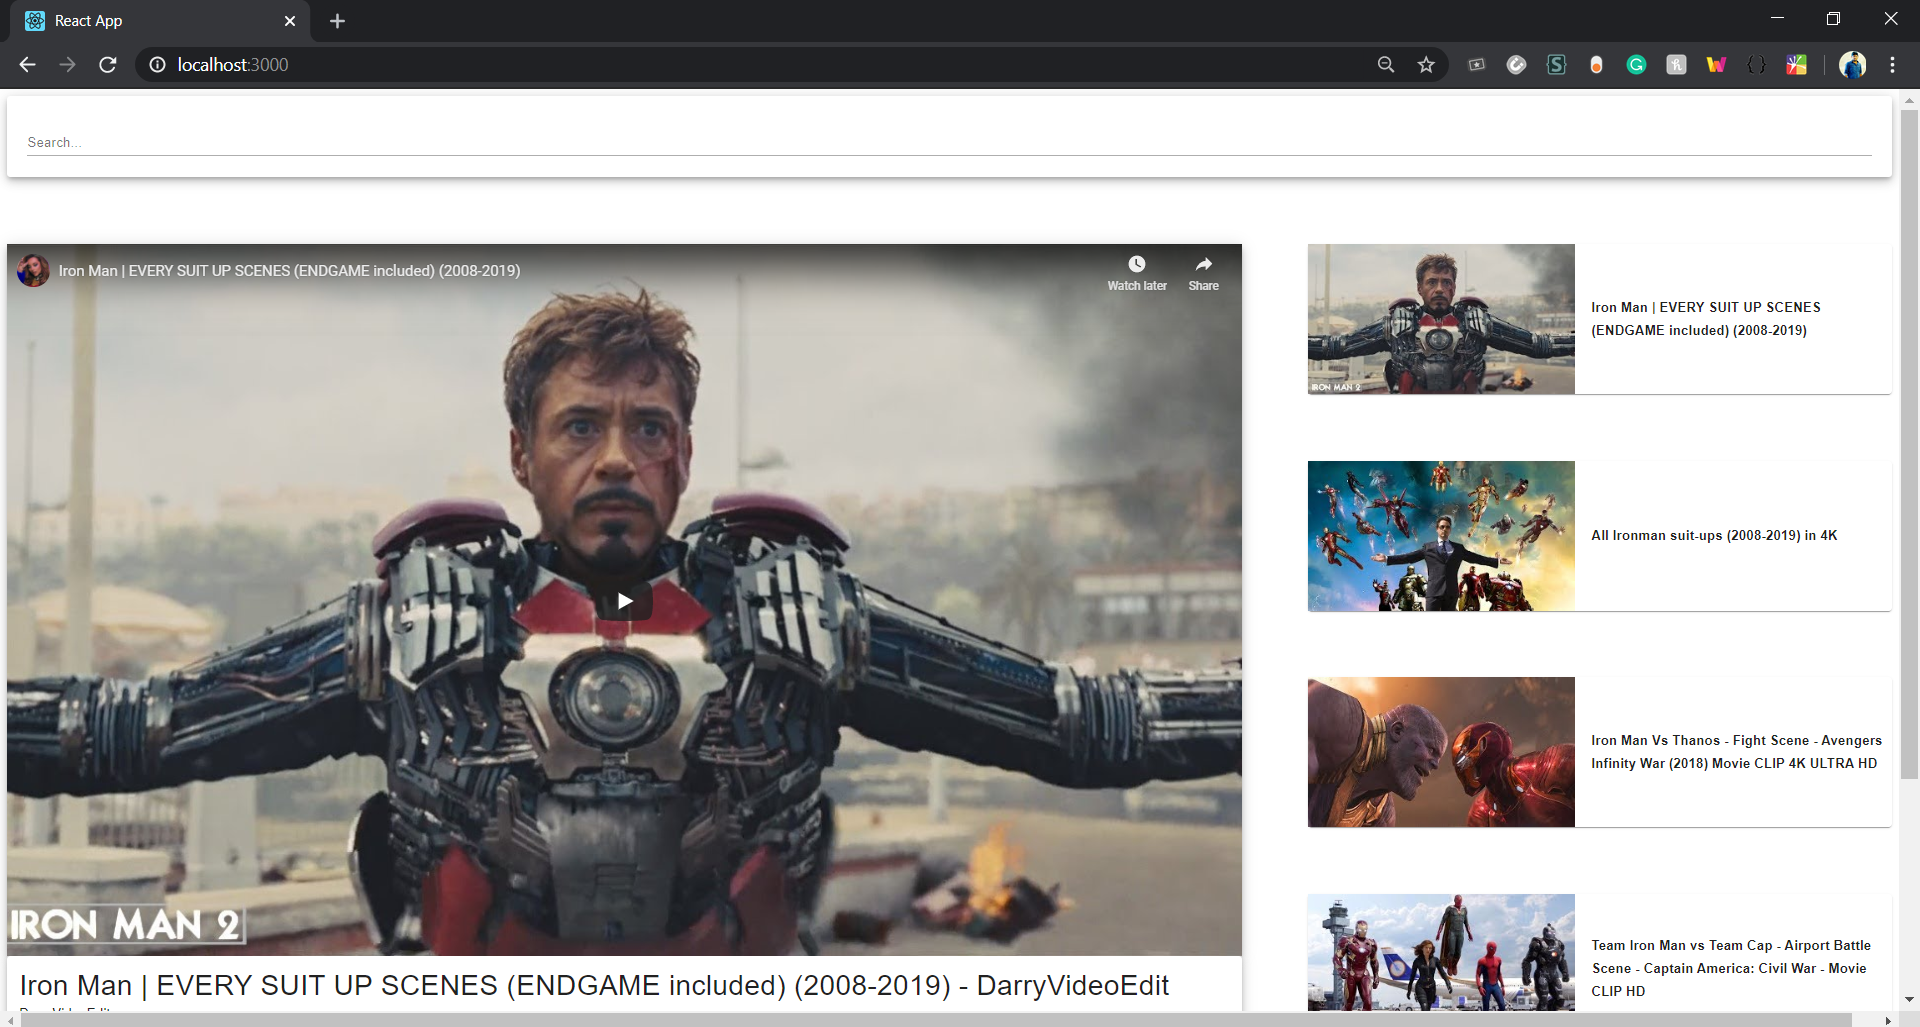 React App
localhost:3000
Search...
Iron Man | EVERY SUIT UP SCENES (ENDGAME included) (2008-2019)
Watch later
Share
IRON MAN 2
Iron Man | EVERY SUIT UP SCENES (ENDGAME included) (2008-2019) - DarryVideoEdit
IRON MAN 2
Iron Man | EVERY SUIT UP SCENES
(ENDGAME included) (2008-2019)
All Ironman suit-ups (2008-2019) in 4K
Iron Man Vs Thanos - Fight Scene - Avengers
Infinity War (2018) Movie CLIP 4K ULTRA HD
Team Iron Man vs Team Cap - Airport Battle
Scene - Captain America: Civil War - Movie
CLIP HD